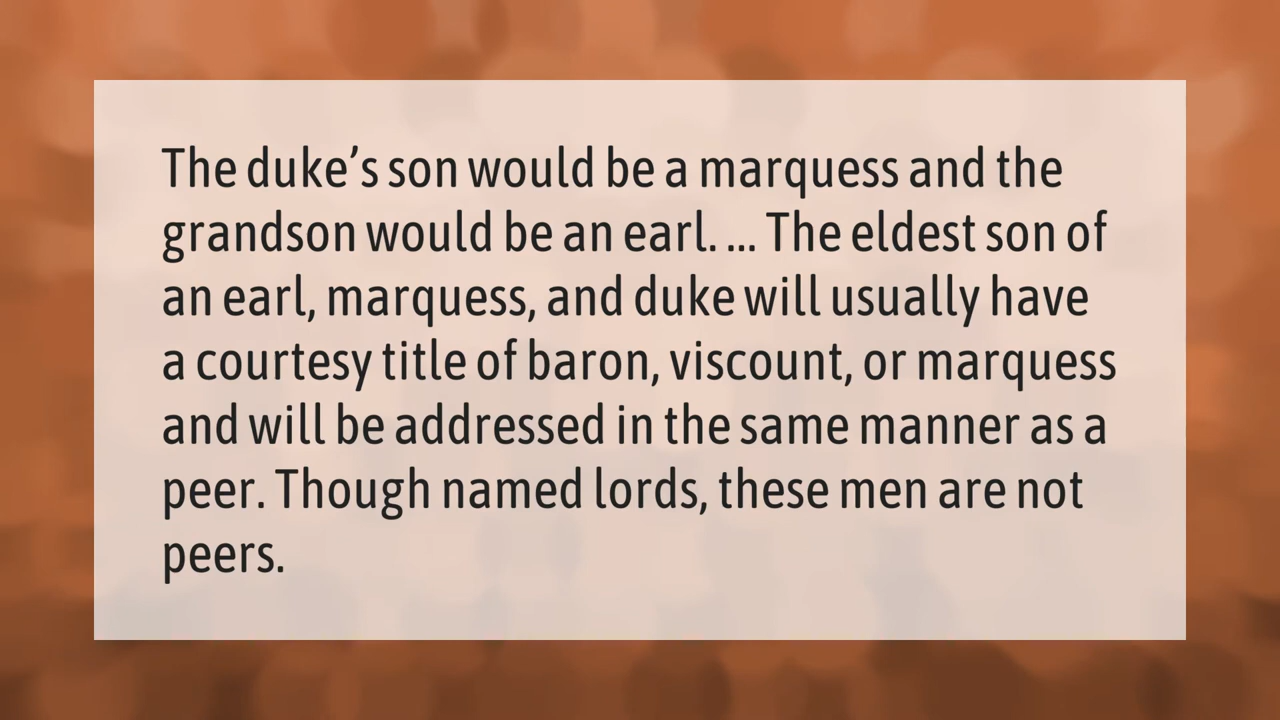 The duke’s son would be a marquess and the
grandson would be an earl. ... The eldest son of
an earl, marquess, and duke will usually have
a courtesy title of baron, viscount, or marquess
and will be addressed in the same manner as a
peer. Though named lords, these men are not
peers.